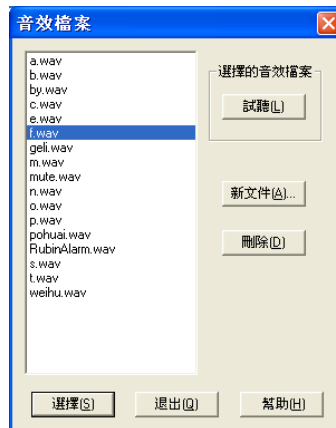 音效檔案
a.wav
b.wav
by.wav
c.wav
e.wav
f.wav
geli.wav
m.wav
mute.wav
n.wav
o.wav
p.wav
pohuai.wav
RubinAlarm.wav
s.wav
t.wav
weihu.wav
選擇的音效檔案
試聽(L)
新文件(A)...
刪除(D)
選擇(S)
退出(Q)
幫助(H)